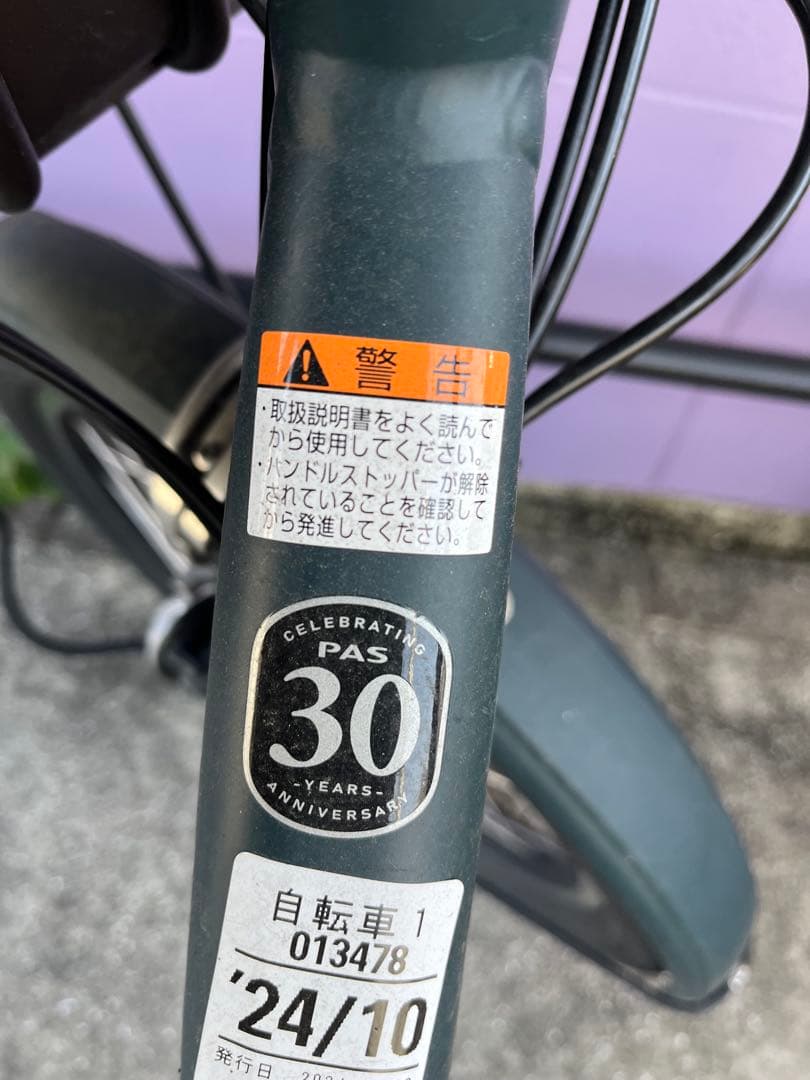 警告
・取扱説明書をよく読んで
から使用してください。
・ハンドルストッパーが解除
されていることを確認して
から発進してください。
CELEBRATING
PAS
30
-YEARS-
ANNIVERSARY
自転車1
013478
'24/10
発行日